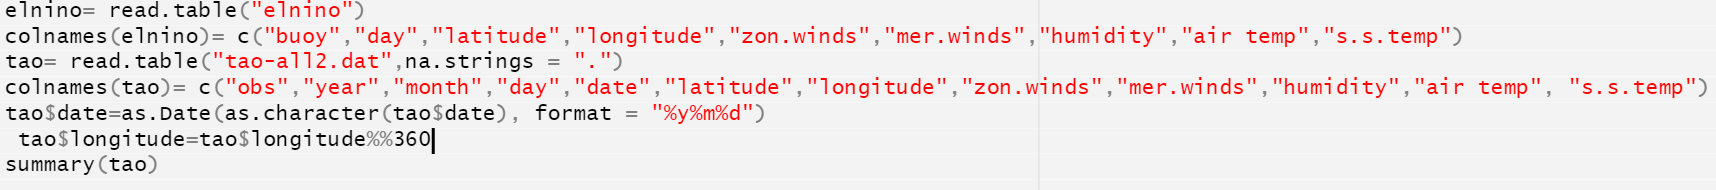 elnino= read.table("elnino")
colnames(elnino)= c("buoy","day","latitude","longitude","zon.winds","mer.winds","humidity","air temp","s.s.temp")
tao= read.table("tao-all2.dat",na.strings = ".")
colnames(tao)= c("obs","year","month","day","date","latitude","longitude","zon.winds","mer.winds","humidity","air temp", "s.s.temp")
tao$date=as.Date(as.character(tao$date), format = "%y%m%d")
 tao$longitude=tao$longitude%%360
summary(tao)